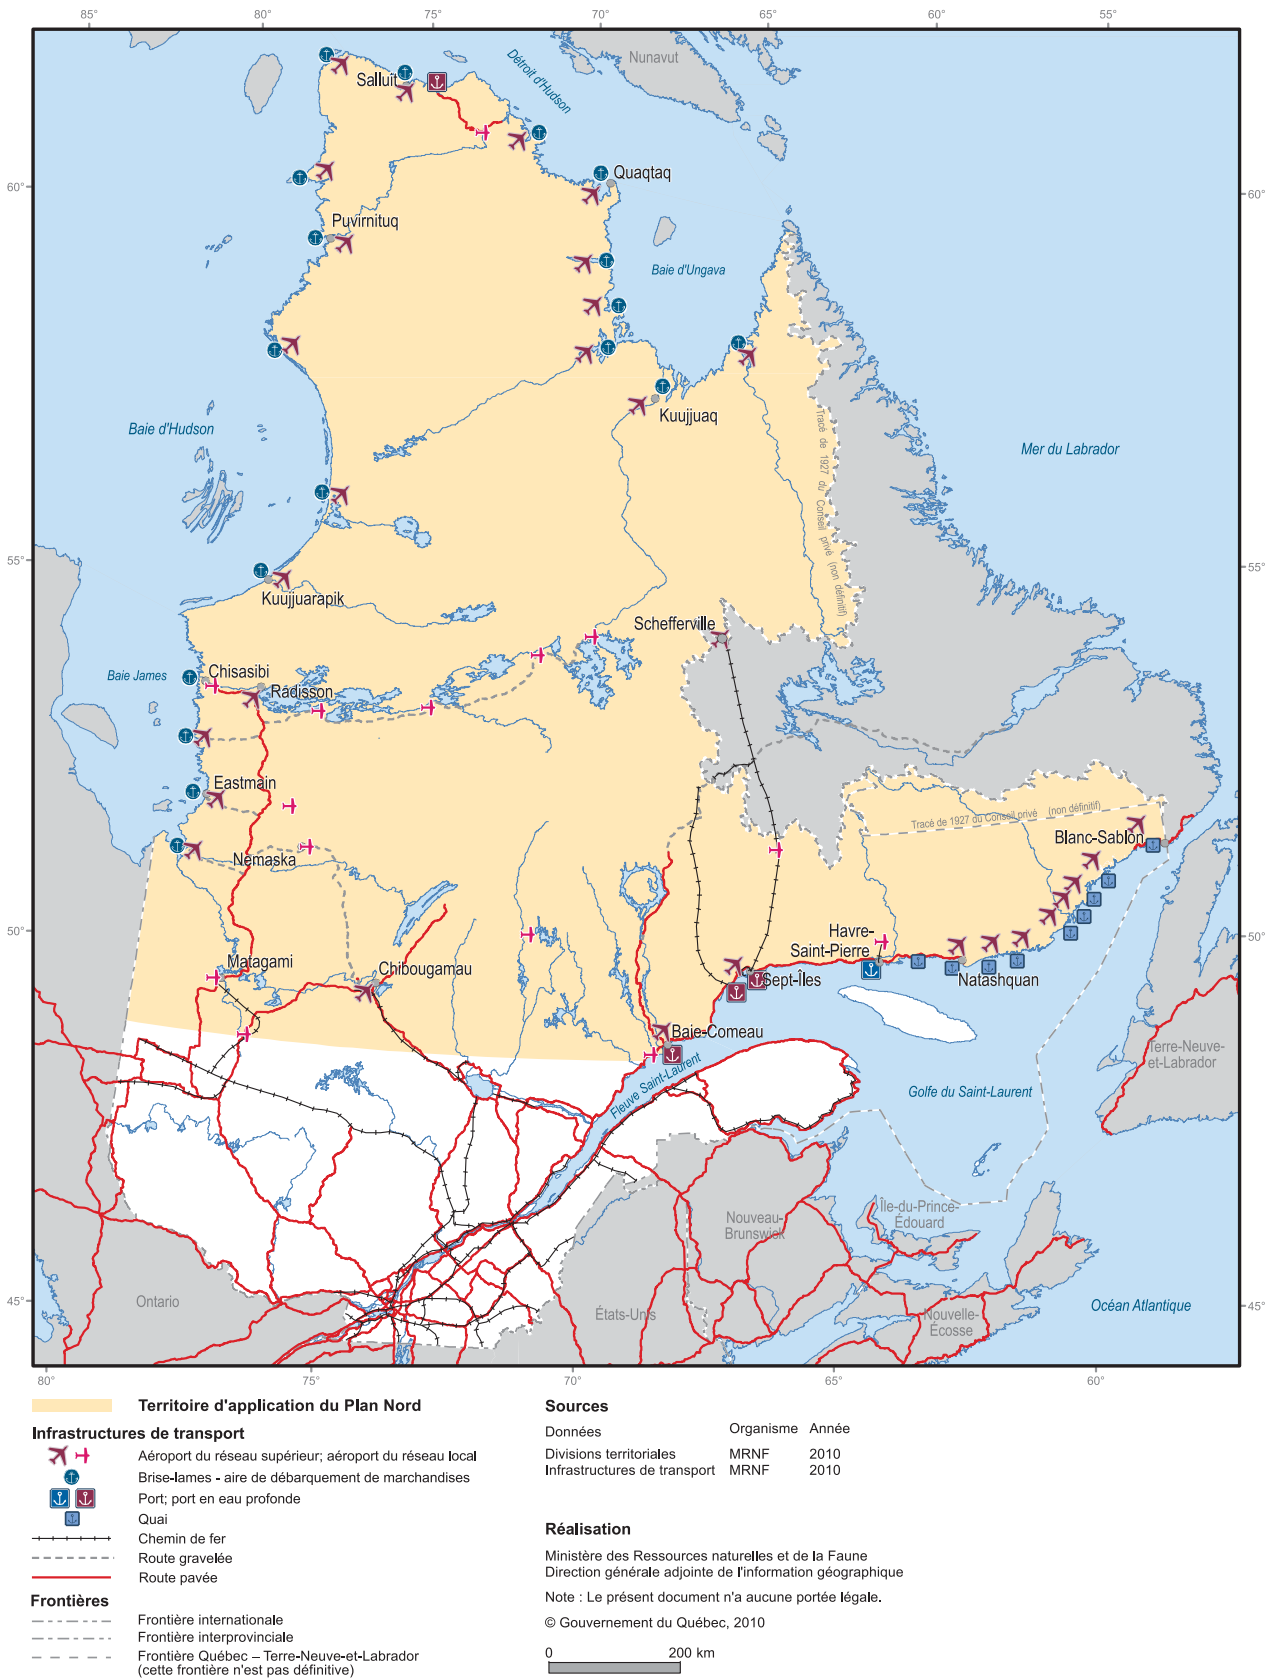 85° 80° 75° 70° 65° 60° 55°
Nunavut
Détroit d'Hudson
Salluit
Quaqtaq
60° 60°
Puvirnituq
Baie d'Ungava
Kuujjuaq
Baie d'Hudson
Mer du Labrador
Tracé de 1927 du Conseil privé (non définitif)
55° 55°
Kuujjuarapik
Schefferville
Baie James
Chisasibi
Radisson
Eastmain
Tracé de 1927 du Conseil privé (non définitif)
Blanc-Sablon
Nemaska
50° 50°
Havre-
Saint-Pierre
Matagami
Chibougamau
Sept-Îles
Natashquan
Baie-Comeau
Terre-Neuve-
et-Labrador
Fleuve Saint-Laurent
Golfe du Saint-Laurent
Île-du-Prince-
Édouard
Nouveau-
Brunswick
Ontario
États-Unis
Nouvelle-
Écosse
Océan Atlantique
45° 45°
80° 75° 70° 65° 60°
Territoire d'application du Plan Nord
Infrastructures de transport
Aéroport du réseau supérieur; aéroport du réseau local
Brise-lames - aire de débarquement de marchandises
Port; port en eau profonde
Quai
Chemin de fer
Route gravelée
Route pavée
Frontières
Frontière internationale
Frontière interprovinciale
Frontière Québec – Terre-Neuve-et-Labrador
(cette frontière n'est pas définitive)
Sources
Données Organisme Année
Divisions territoriales MRNF 2010
Infrastructures de transport MRNF 2010
Réalisation
Ministère des Ressources naturelles et de la Faune
Direction générale adjointe de l'information géographique
Note : Le présent document n'a aucune portée légale.
© Gouvernement du Québec, 2010
0 200 km